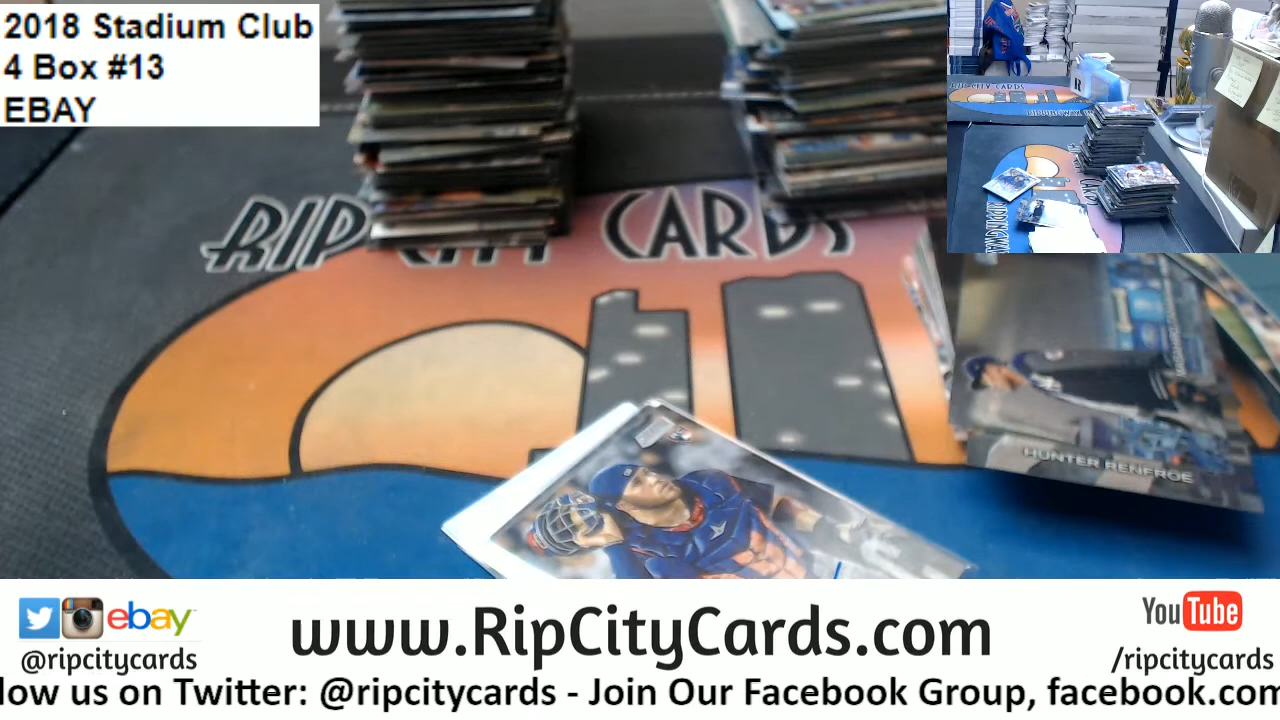 2018 Stadium Club
4 Box #13
EBAY
RIP CITY CARDS
HUNTER RENFROE
ebay
www.RipCityCards.com
YouTube
@ripcitycards
/ripcitycards
low us on Twitter: @ripcitycards - Join Our Facebook Group, facebook.com